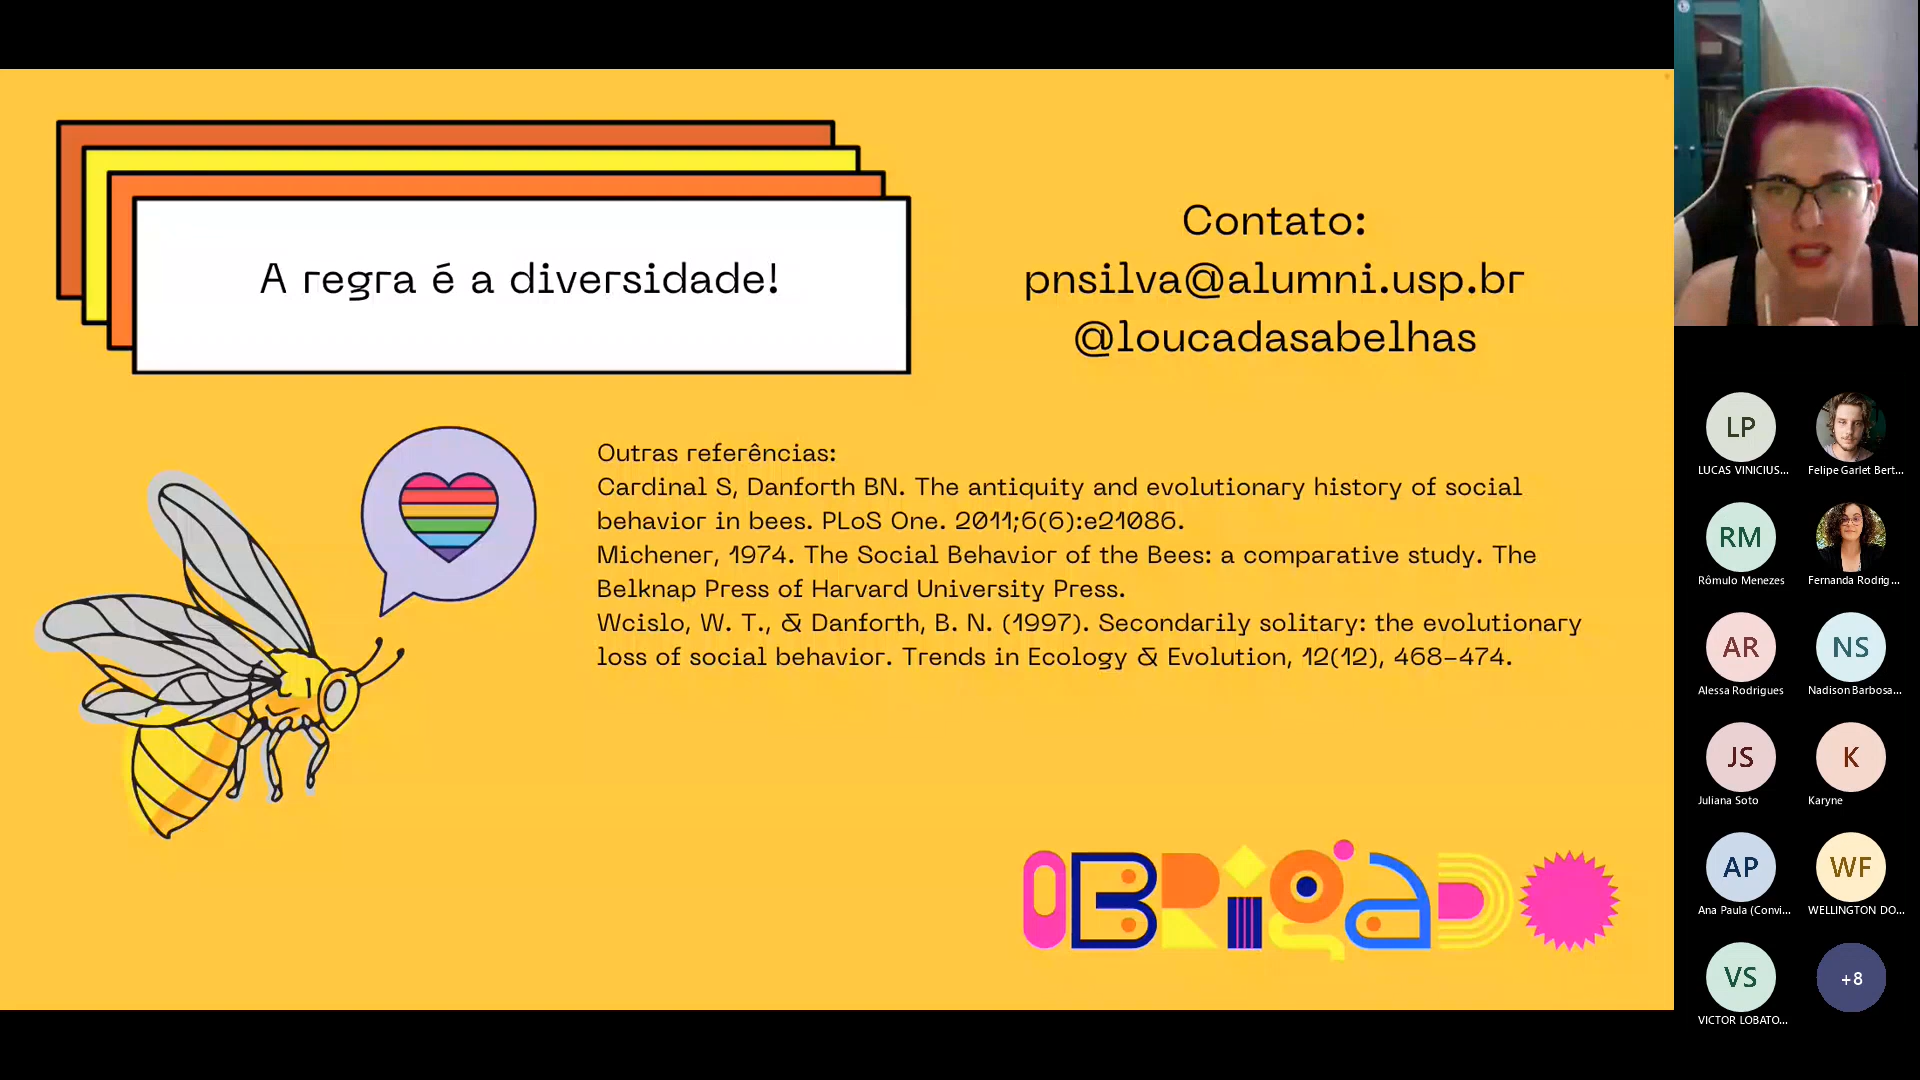 A regra é a diversidade!
Contato:
pnsilva@alumni.usp.br
@loucadasabelhas
Outras referências:
Cardinal S, Danforth BN. The antiquity and evolutionary history of social
behavior in bees. PLoS One. 2011;6(6):e21086.
Michener, 1974. The Social Behavior of the Bees: a comparative study. The
Belknap Press of Harvard University Press.
Wcislo, W. T., & Danforth, B. N. (1997). Secondarily solitary: the evolutionary
loss of social behavior. Trends in Ecology & Evolution, 12(12), 468–474.
OBRigaDO
LP
LUCAS VINICIUS...
Felipe Garlet Bert...
RM
Rômulo Menezes
Fernanda Rodrig...
AR
Alessa Rodrigues
NS
Nadison Barbosa...
JS
Juliana Soto
K
Karyne
AP
Ana Paula (Convi...
WF
WELLINGTON DO...
VS
VICTOR LOBATO...
+8